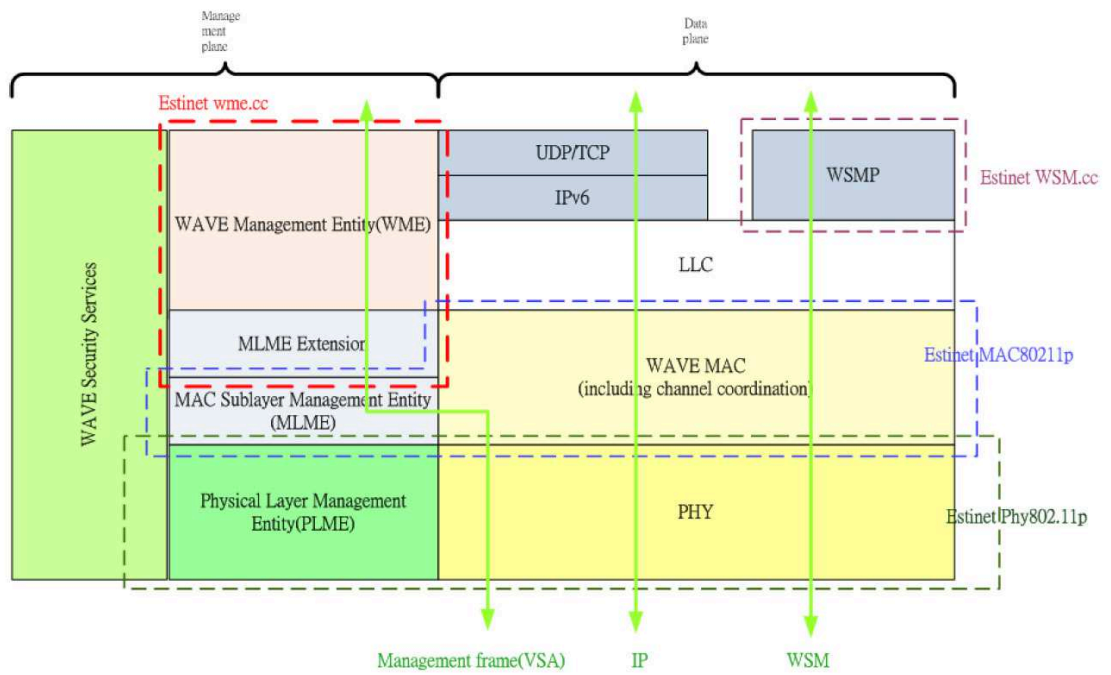 Manage
ment
plane
Data
plane
Estinet wme.cc
UDP/TCP
WSMP
Estinet WSM.cc
IPv6
WAVE Management Entity(WME)
LLC
WAVE Security Services
MLME Extension
WAVE MAC
(including channel coordination)
Estinet MAC80211p
MAC Sublayer Management Entity
(MLME)
Physical Layer Management
Entity(PLME)
PHY
Estinet Phy802.11p
Management frame(VSA)
IP
WSM